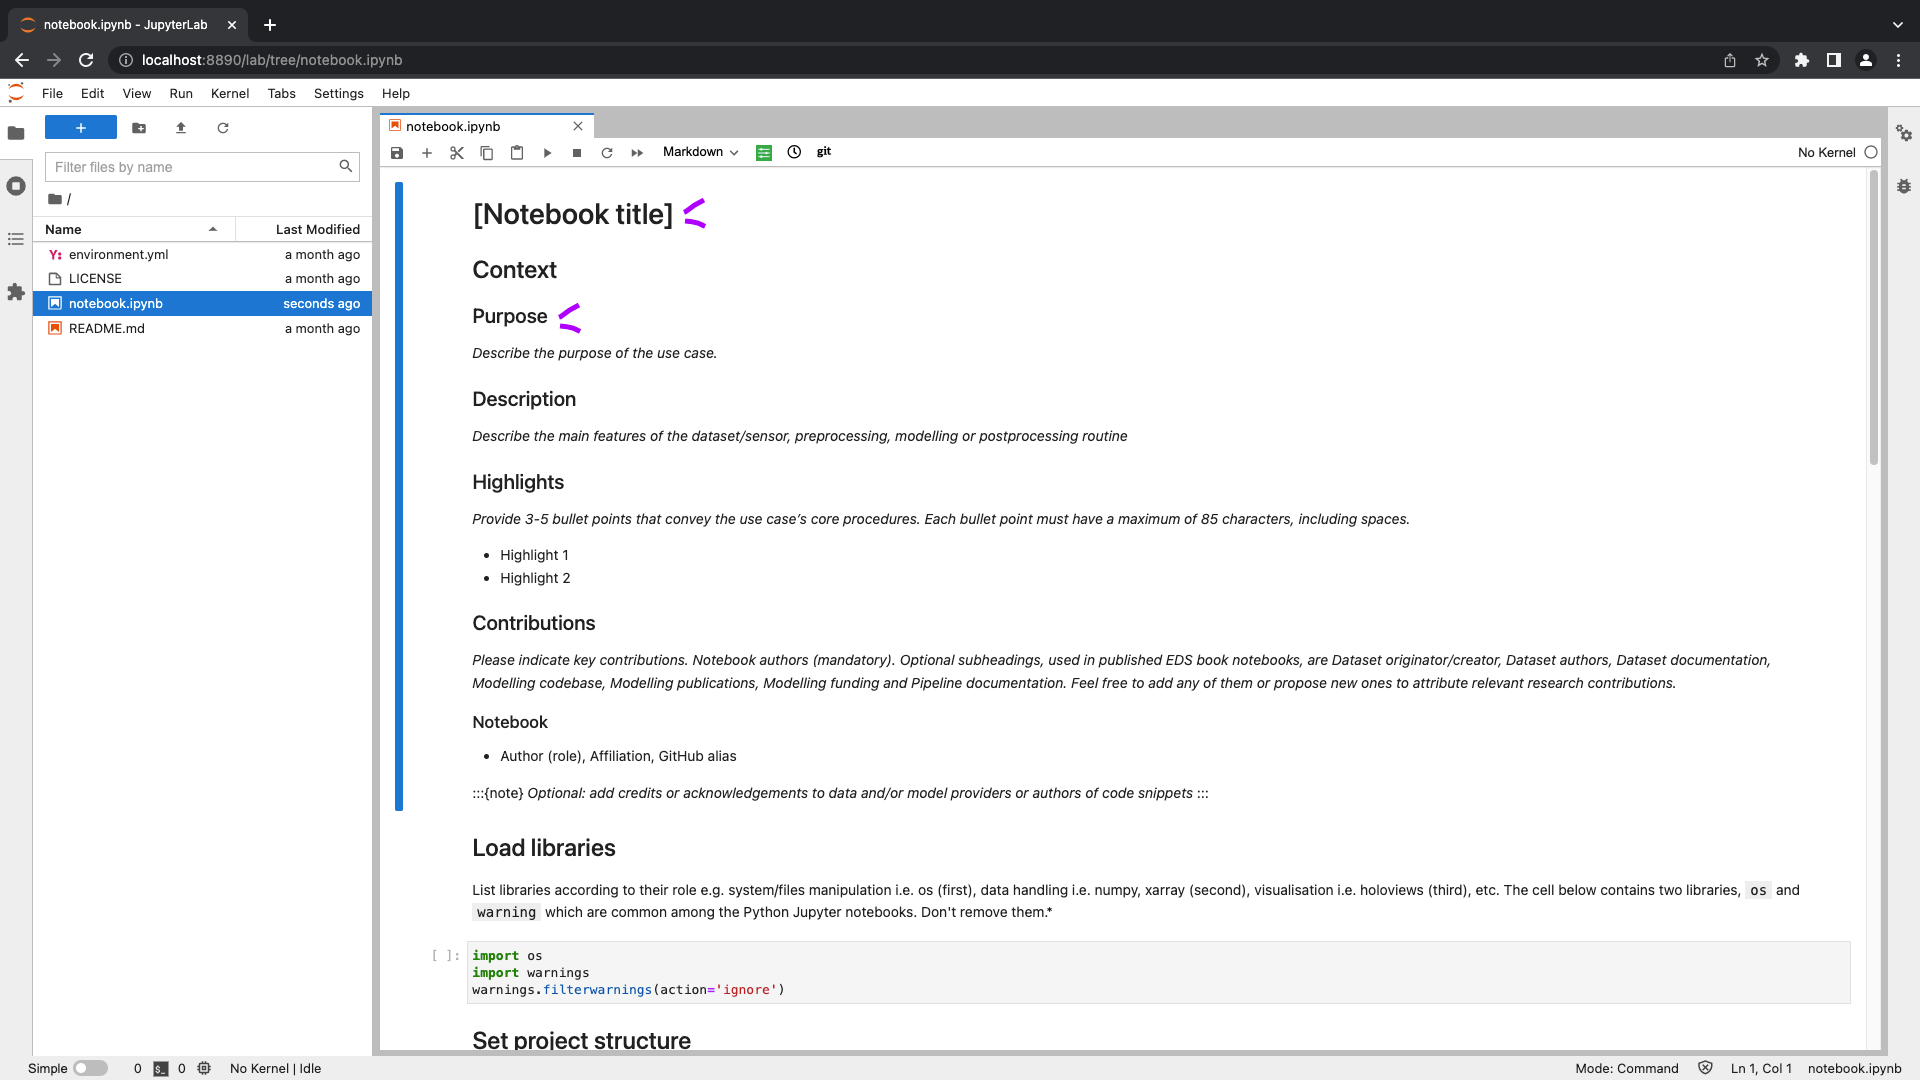 notebook.ipynb - JupyterLab
localhost:8890/lab/tree/notebook.ipynb
File Edit View Run Kernel Tabs Settings Help
notebook.ipynb
Markdown
git
No Kernel
Filter files by name
/
Name Last Modified
Y: environment.yml a month ago
LICENSE a month ago
notebook.ipynb seconds ago
README.md a month ago
[Notebook title]
Context
Purpose
Describe the purpose of the use case.
Description
Describe the main features of the dataset/sensor, preprocessing, modelling or postprocessing routine
Highlights
Provide 3-5 bullet points that convey the use case’s core procedures. Each bullet point must have a maximum of 85 characters, including spaces.
• Highlight 1
• Highlight 2
Contributions
Please indicate key contributions. Notebook authors (mandatory). Optional subheadings, used in published EDS book notebooks, are Dataset originator/creator, Dataset authors, Dataset documentation,
Modelling codebase, Modelling publications, Modelling funding and Pipeline documentation. Feel free to add any of them or propose new ones to attribute relevant research contributions.
Notebook
• Author (role), Affiliation, GitHub alias
:::{note} Optional: add credits or acknowledgements to data and/or model providers or authors of code snippets :::
Load libraries
List libraries according to their role e.g. system/files manipulation i.e. os (first), data handling i.e. numpy, xarray (second), visualisation i.e. holoviews (third), etc. The cell below contains two libraries, os and
warning which are common among the Python Jupyter notebooks. Don't remove them.*
[ ]: import os
import warnings
warnings.filterwarnings(action='ignore')
Set project structure
Simple 0 $_ 0 No Kernel | Idle Mode: Command Ln 1, Col 1 notebook.ipynb